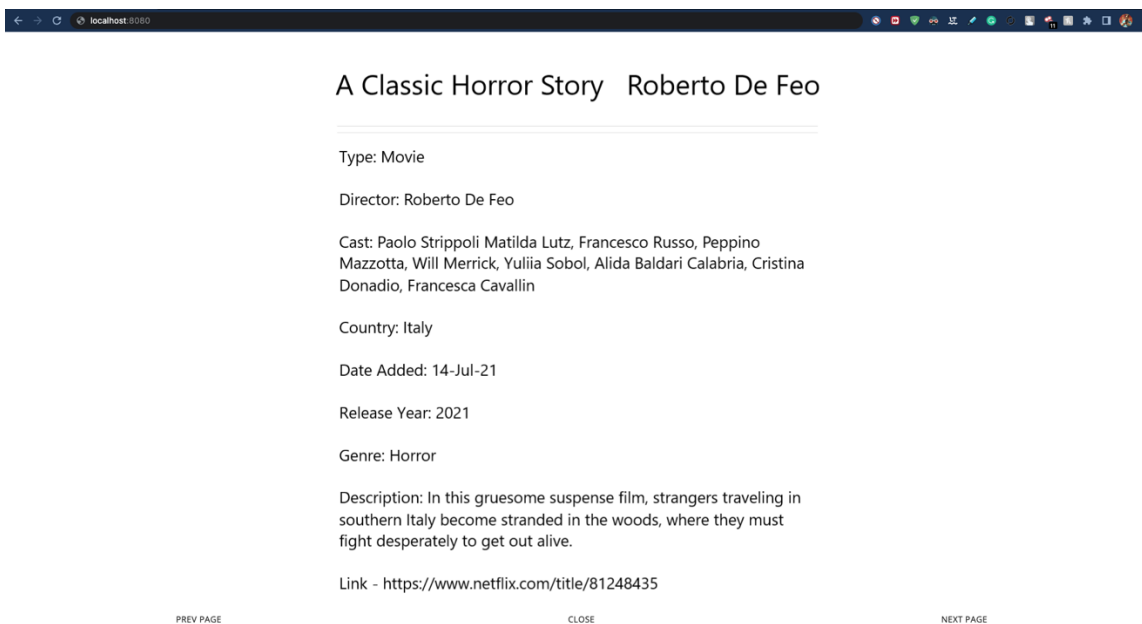 localhost:8080
11
A Classic Horror Story Roberto De Feo
Type: Movie
Director: Roberto De Feo
Cast: Paolo Strippoli Matilda Lutz, Francesco Russo, Peppino
Mazzotta, Will Merrick, Yuliia Sobol, Alida Baldari Calabria, Cristina
Donadio, Francesca Cavallin
Country: Italy
Date Added: 14-Jul-21
Release Year: 2021
Genre: Horror
Description: In this gruesome suspense film, strangers traveling in
southern Italy become stranded in the woods, where they must
fight desperately to get out alive.
Link - https://www.netflix.com/title/81248435
PREV PAGE CLOSE NEXT PAGE